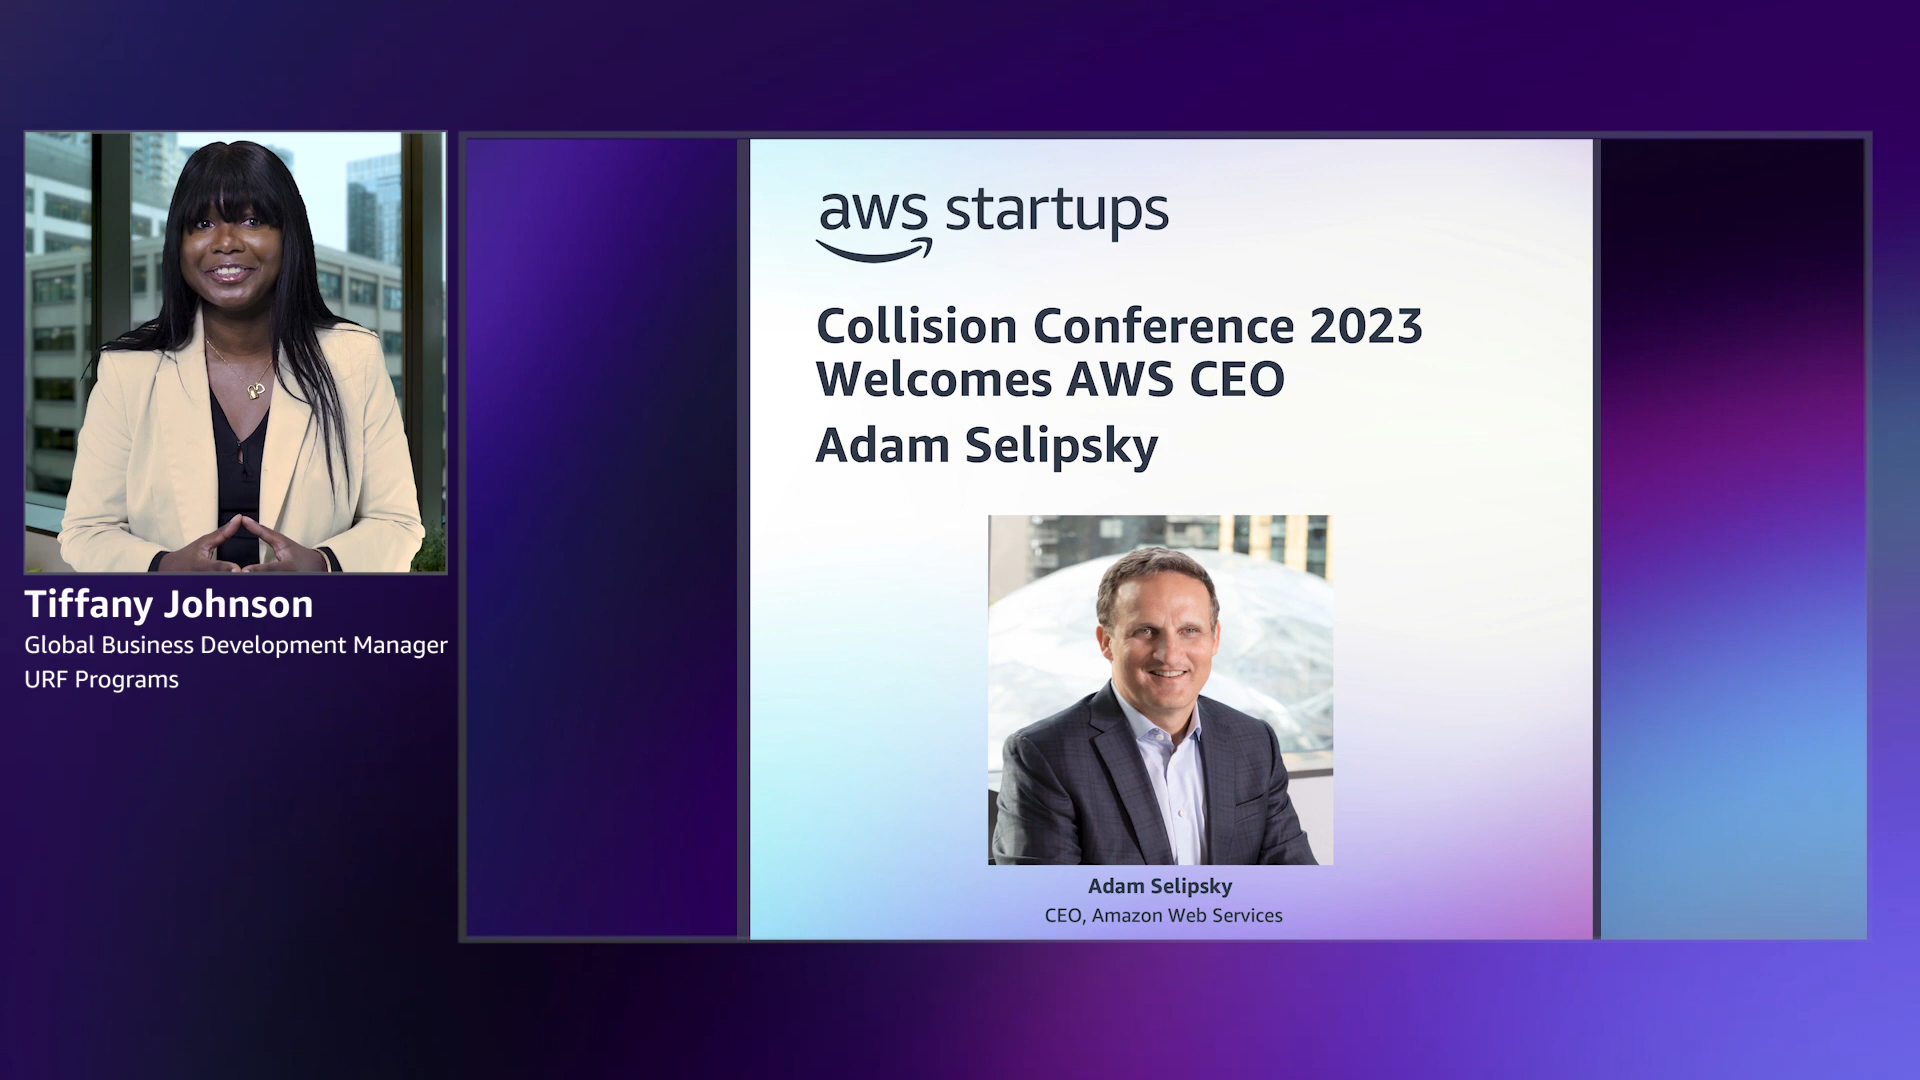 Tiffany Johnson
Global Business Development Manager
URF Programs
aws startups
Collision Conference 2023
Welcomes AWS CEO
Adam Selipsky
Adam Selipsky
CEO, Amazon Web Services